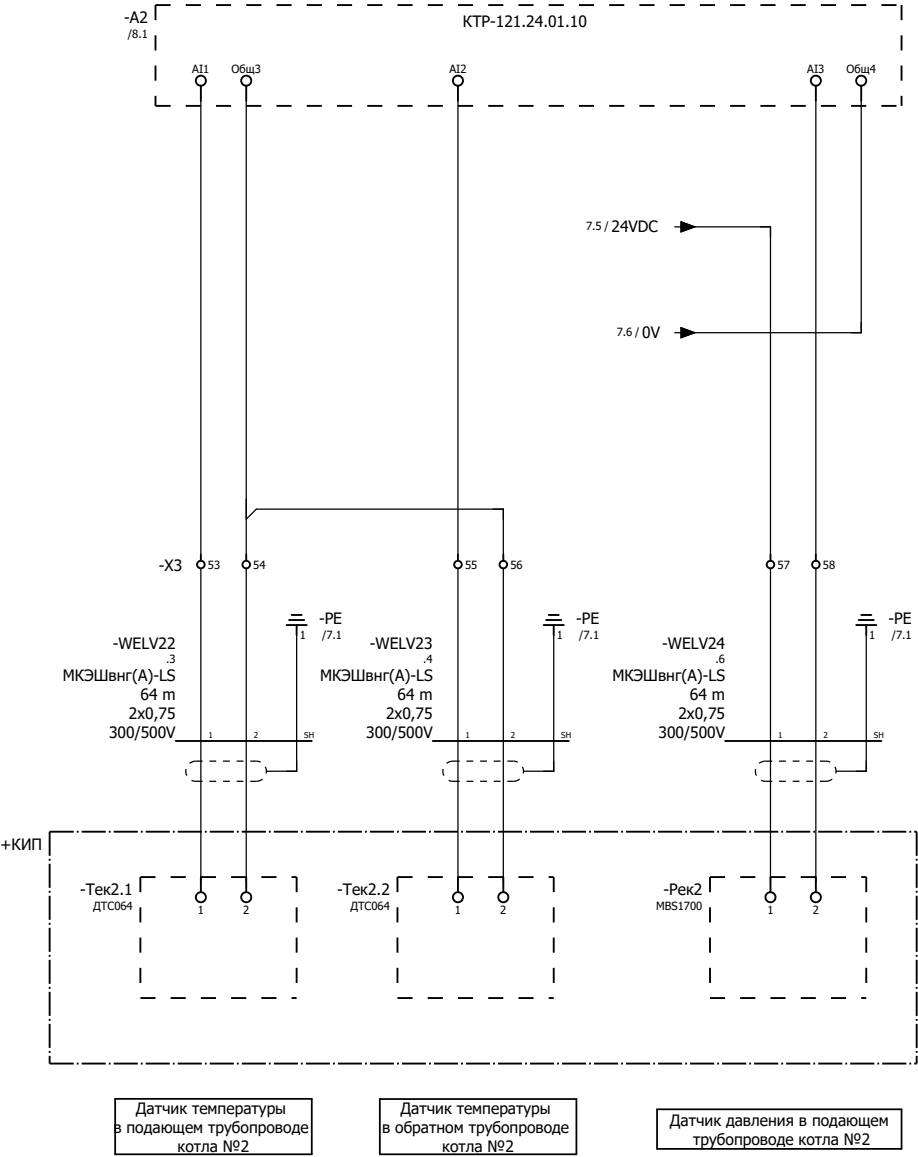 -A2
/8.1
КТР-121.24.01.10
AI1
Общ3
AI2
AI3
Общ4
7.5 / 24VDC
7.6 / 0V
-X3
53
54
55
56
57
58
-WELV22
.3
МКЭШвнг(А)-LS
64 m
2x0,75
300/500V
1
2
SH
1
-PE
/7.1
-WELV23
.4
МКЭШвнг(А)-LS
64 m
2x0,75
300/500V
1
2
SH
1
-PE
/7.1
-WELV24
.6
МКЭШвнг(А)-LS
64 m
2x0,75
300/500V
1
2
SH
1
-PE
/7.1
+КИП
-Тек2.1
ДТС064
1
2
-Тек2.2
ДТС064
1
2
-Рек2
MBS1700
1
2
Датчик температуры
в подающем трубопроводе
котла №2
Датчик температуры
в обратном трубопроводе
котла №2
Датчик давления в подающем
трубопроводе котла №2